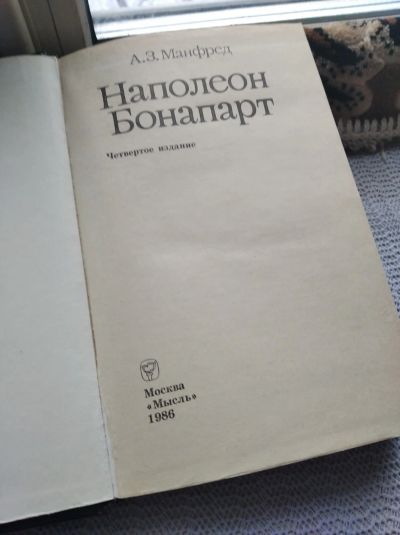 А.З. Манфред
Наполеон
Бонапарт
Четвертое издание
Москва
«Мысль»
1986